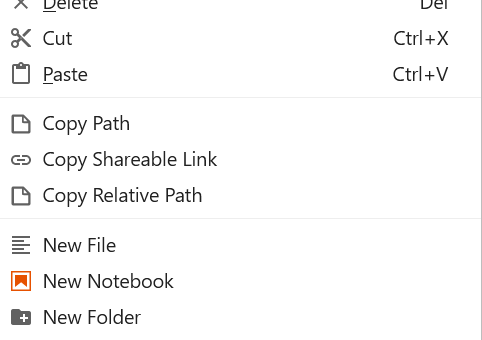 Delete Del
Cut Ctrl+X
Paste Ctrl+V
Copy Path
Copy Shareable Link
Copy Relative Path
New File
New Notebook
New Folder